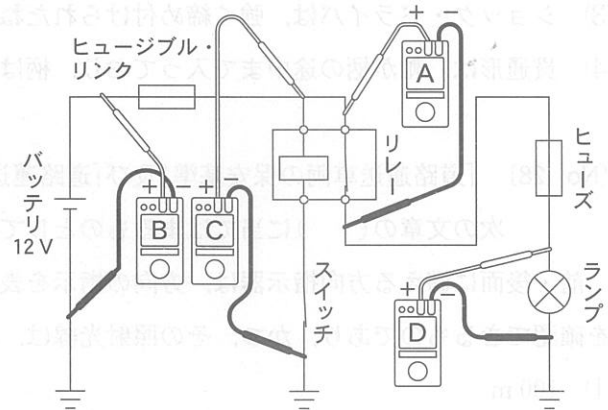 ヒュージブル・
リンク
+ −
A
リレー
ヒューズ
バッテリ
12 V
+ −
B
+ −
C
スイッチ
+ −
D
ランプ